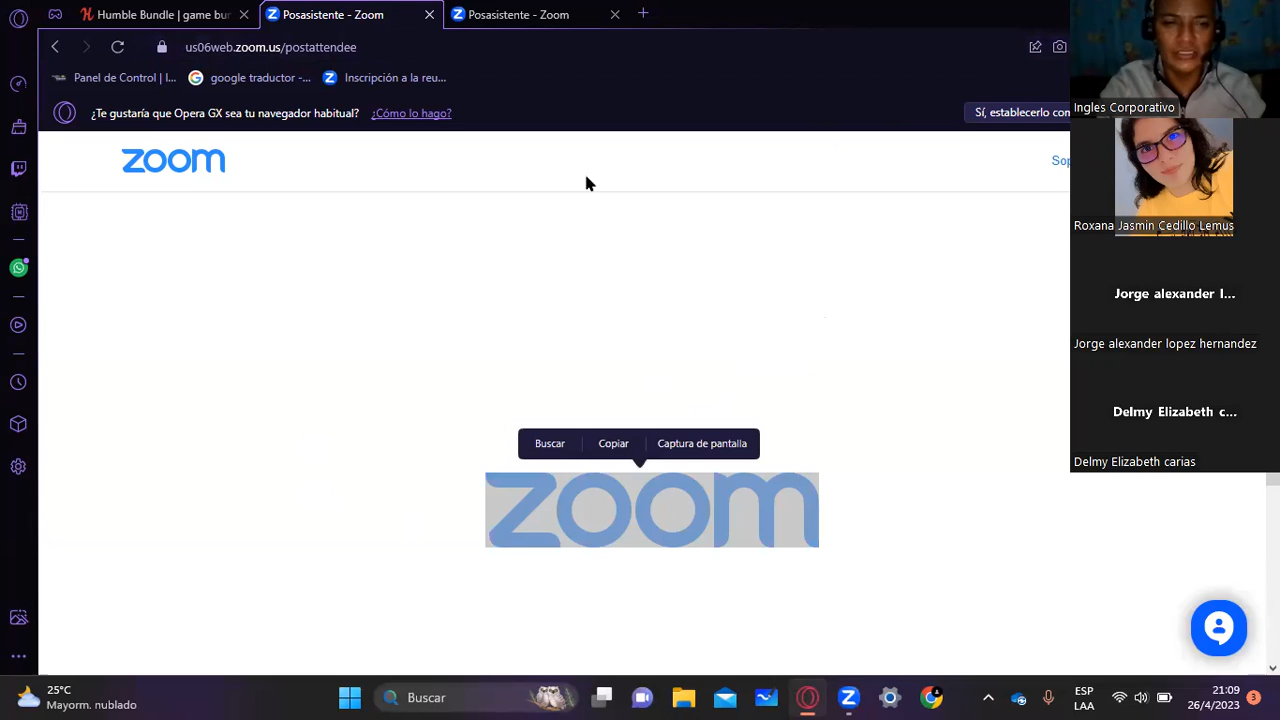 Humble Bundle | game bun
Posasistente - Zoom
Posasistente - Zoom
us06web.zoom.us/postattendee
Panel de Control | I...
google traductor -...
Inscripción a la reu...
¿Te gustaría que Opera GX sea tu navegador habitual? ¿Cómo lo hago?
Sí, establecerlo com
zoom
Sop
Buscar
Copiar
Captura de pantalla
zoom
Ingles Corporativo
Roxana Jasmin Cedillo Lemus
Jorge alexander l...
Jorge alexander lopez hernandez
Delmy Elizabeth c...
Delmy Elizabeth carias
25°C
Mayorm. nublado
Buscar
ESP
LAA
21:09
26/4/2023
3